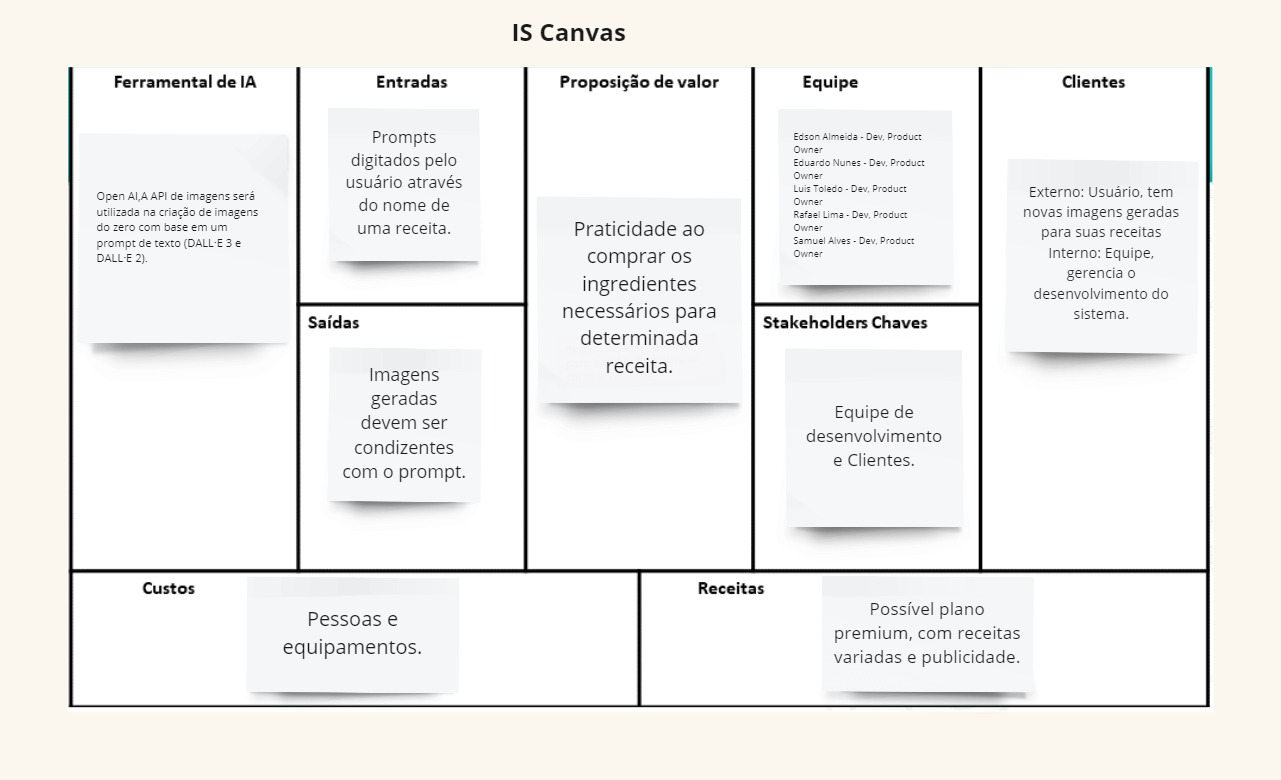 IS Canvas
Ferramental de IA
Open AI,A API de imagens será
utilizada na criação de imagens
do zero com base em um
prompt de texto (DALL·E 3 e
DALL·E 2).
Entradas
Prompts
digitados pelo
usuário através
do nome de
uma receita.
Saídas
Imagens
geradas
devem ser
condizentes
com o prompt.
Proposição de valor
Praticidade ao
comprar os
ingredientes
necessários para
determinada
receita.
Equipe
Edson Almeida - Dev, Product
Owner
Eduardo Nunes - Dev, Product
Owner
Luis Toledo - Dev, Product
Owner
Rafael Lima - Dev, Product
Owner
Samuel Alves - Dev, Product
Owner
Stakeholders Chaves
Equipe de
desenvolvimento
e Clientes.
Clientes
Externo: Usuário, tem
novas imagens geradas
para suas receitas
Interno: Equipe,
gerencia o
desenvolvimento do
sistema.
Custos
Pessoas e
equipamentos.
Receitas
Possível plano
premium, com receitas
variadas e publicidade.